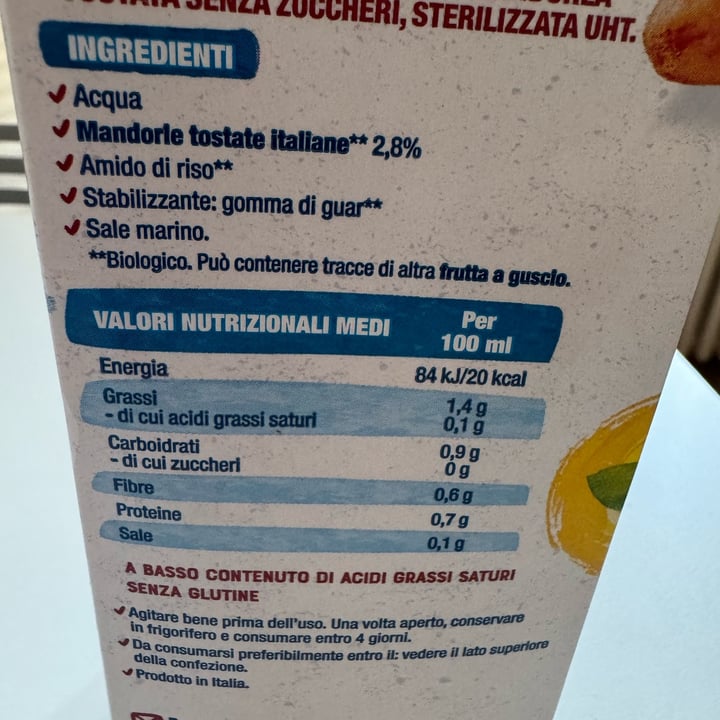 SENZA ZUCCHERI, STERILIZZATA UHT.
INGREDIENTI
Acqua
Mandorle tostate italiane** 2,8%
Amido di riso**
Stabilizzante: gomma di guar**
Sale marino.
**Biologico. Può contenere tracce di altra frutta a guscio.
VALORI NUTRIZIONALI MEDI
Per
100 ml
Energia 84 kJ/20 kcal
Grassi 1,4 g
- di cui acidi grassi saturi 0,1 g
Carboidrati 0,9 g
- di cui zuccheri 0 g
Fibre 0,6 g
Proteine 0,7 g
Sale 0,1 g
A BASSO CONTENUTO DI ACIDI GRASSI SATURI
SENZA GLUTINE
Agitare bene prima dell'uso. Una volta aperto, conservare
in frigorifero e consumare entro 4 giorni.
Da consumarsi preferibilmente entro il: vedere il lato superiore
della confezione.
Prodotto in Italia.